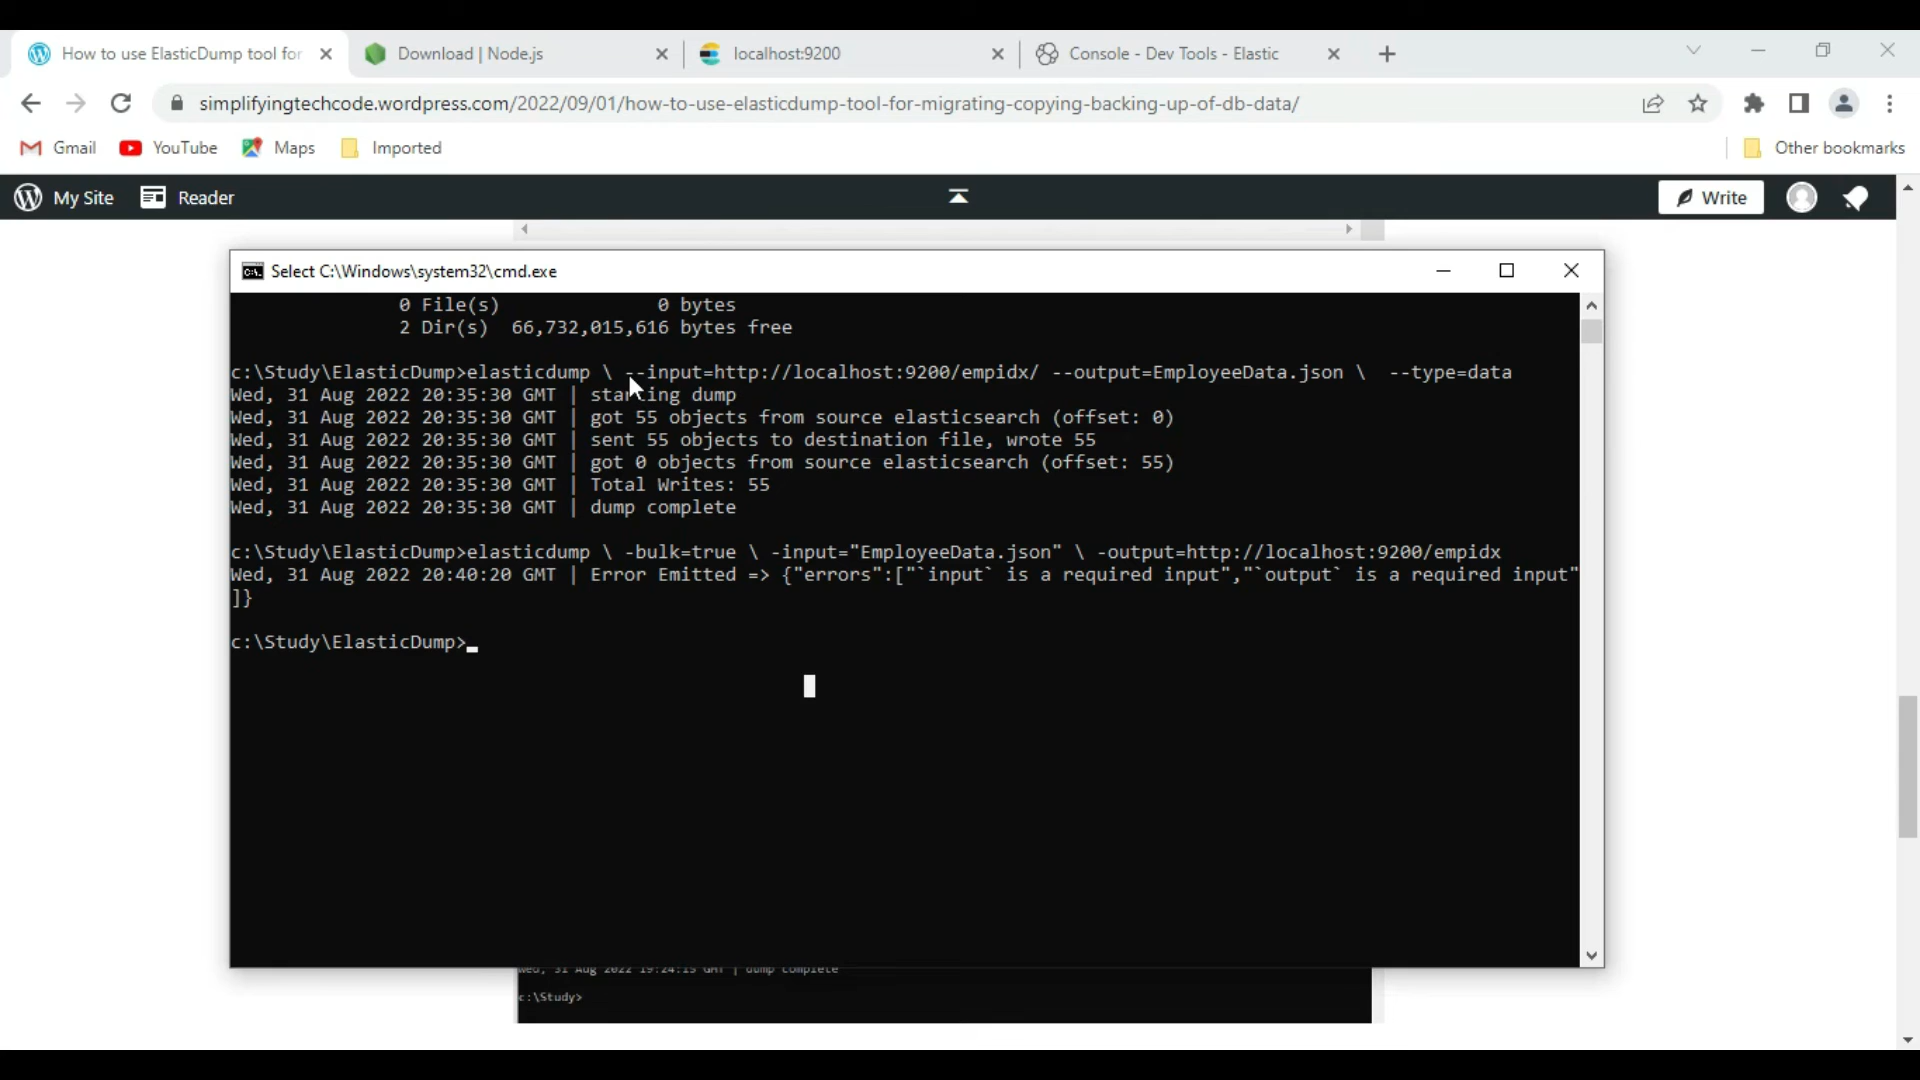 How to use ElasticDump tool for
Download | Node.js
localhost:9200
Console - Dev Tools - Elastic
simplifyingtechcode.wordpress.com/2022/09/01/how-to-use-elasticdump-tool-for-migrating-copying-backing-up-of-db-data/
Gmail
YouTube
Maps
Imported
Other bookmarks
My Site
Reader
Write
Select C:\Windows\system32\cmd.exe
0 File(s) 0 bytes
2 Dir(s) 66,732,015,616 bytes free
c:\Study\ElasticDump>elasticdump \ --input=http://localhost:9200/empidx/ --output=EmployeeData.json \ --type=data
Wed, 31 Aug 2022 20:35:30 GMT | starting dump
Wed, 31 Aug 2022 20:35:30 GMT | got 55 objects from source elasticsearch (offset: 0)
Wed, 31 Aug 2022 20:35:30 GMT | sent 55 objects to destination file, wrote 55
Wed, 31 Aug 2022 20:35:30 GMT | got 0 objects from source elasticsearch (offset: 55)
Wed, 31 Aug 2022 20:35:30 GMT | Total Writes: 55
Wed, 31 Aug 2022 20:35:30 GMT | dump complete
c:\Study\ElasticDump>elasticdump \ -bulk=true \ -input="EmployeeData.json" \ -output=http://localhost:9200/empidx
Wed, 31 Aug 2022 20:40:20 GMT | Error Emitted => {"errors":["`input` is a required input","`output` is a required input"
]}
c:\Study\ElasticDump>
Wed, 31 Aug 2022 19:24:15 GMT | dump complete
c:\Study>